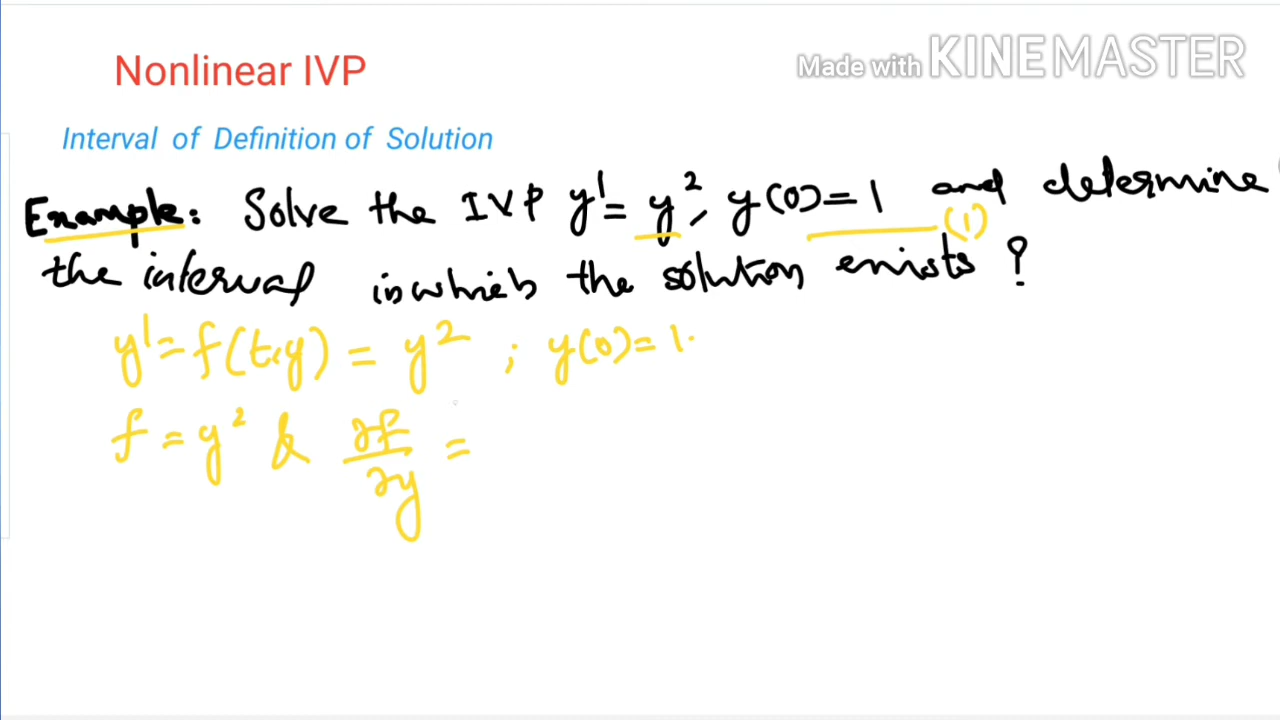 Nonlinear IVP
Made with KINEMASTER
Interval of Definition of Solution
Example: Solve the IVP y' = y², y(0)=1 and determine
(1)
the interval in which the solution exists ?
y' = f(t,y) = y² ; y(0)=1.
f = y² & ∂f/∂y =